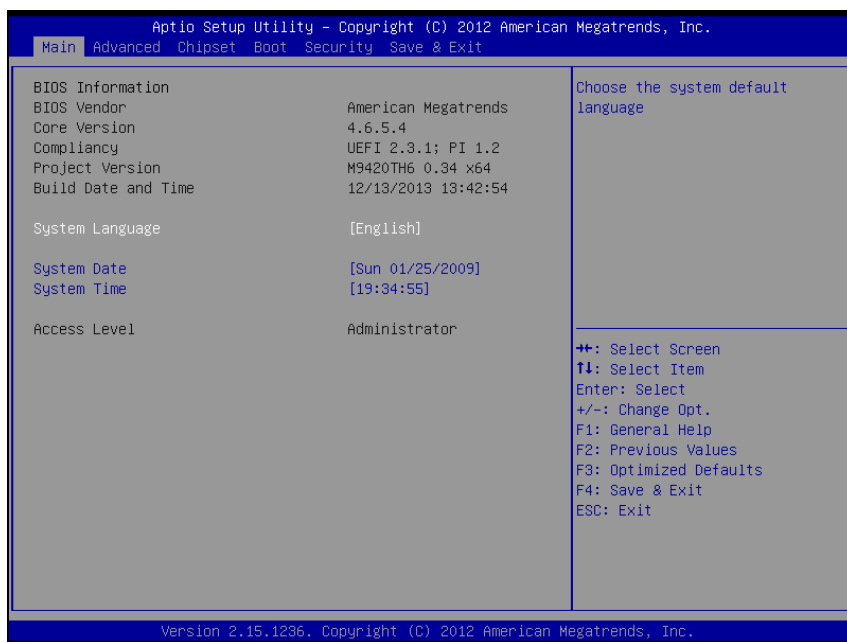 Aptio Setup Utility – Copyright (C) 2012 American Megatrends, Inc.
Main Advanced Chipset Boot Security Save & Exit
BIOS Information
BIOS Vendor American Megatrends
Core Version 4.6.5.4
Compliancy UEFI 2.3.1; PI 1.2
Project Version M9420TH6 0.34 x64
Build Date and Time 12/13/2013 13:42:54
System Language [English]
System Date [Sun 01/25/2009]
System Time [19:34:55]
Access Level Administrator
Choose the system default
language
→←: Select Screen
↑↓: Select Item
Enter: Select
+/-: Change Opt.
F1: General Help
F2: Previous Values
F3: Optimized Defaults
F4: Save & Exit
ESC: Exit
Version 2.15.1236. Copyright (C) 2012 American Megatrends, Inc.